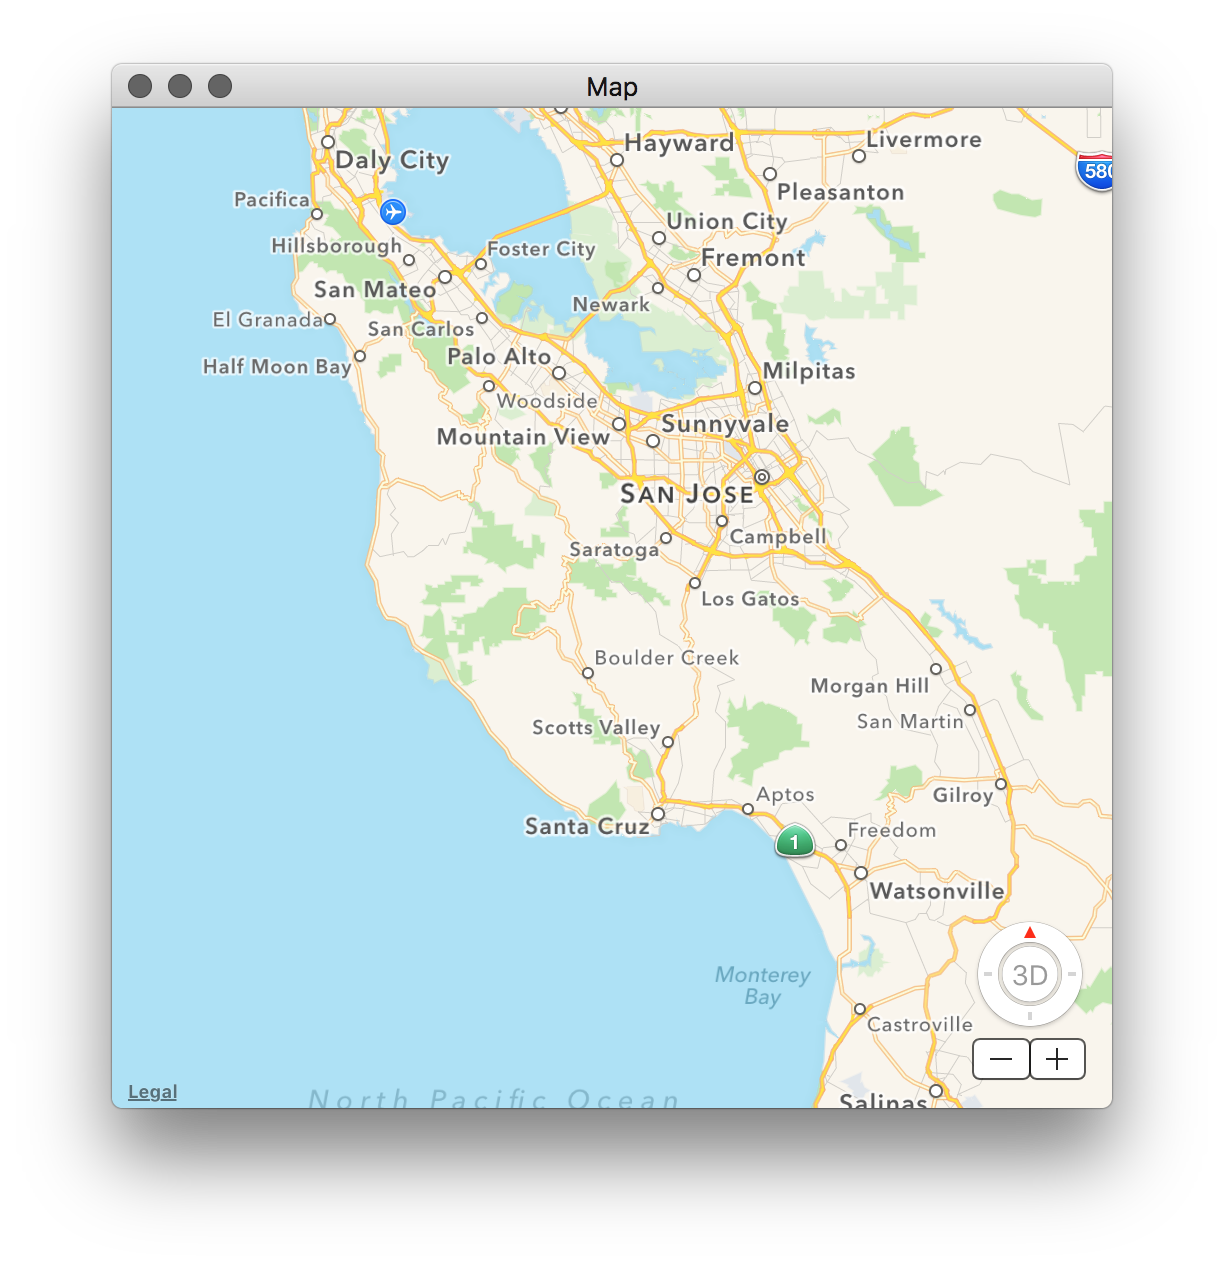 Map
Livermore
Hayward
Daly City
580
Pleasanton
Pacifica
Union City
Hillsborough
Foster City
Fremont
San Mateo
Newark
El Granada
San Carlos
Palo Alto
Half Moon Bay
Milpitas
Woodside
Sunnyvale
Mountain View
SAN JOSE
Campbell
Saratoga
Los Gatos
Boulder Creek
Morgan Hill
San Martin
Scotts Valley
Aptos
Gilroy
Santa Cruz
Freedom
1
Watsonville
Monterey
Bay
3D
Castroville
Legal
North Pacific Ocean
Salinas